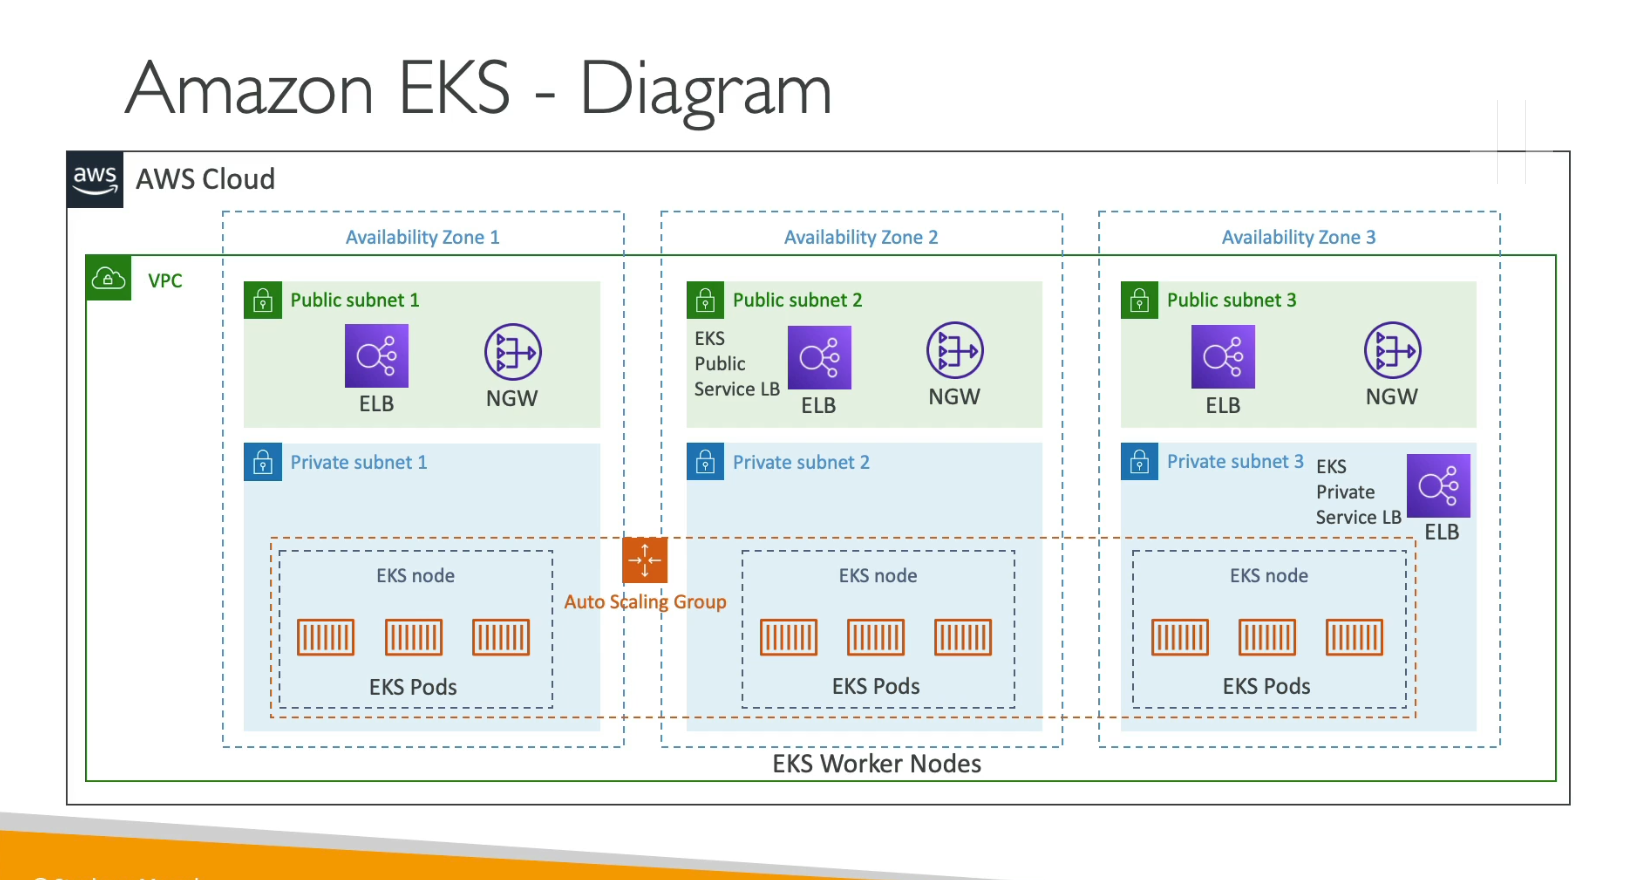 Amazon EKS - Diagram
aws
AWS Cloud
Availability Zone 1
Availability Zone 2
Availability Zone 3
VPC
Public subnet 1
ELB
NGW
Public subnet 2
EKS
Public
Service LB
ELB
NGW
Public subnet 3
ELB
NGW
Private subnet 1
Private subnet 2
Private subnet 3
EKS
Private
Service LB
ELB
Auto Scaling Group
EKS node
EKS Pods
EKS node
EKS Pods
EKS node
EKS Pods
EKS Worker Nodes